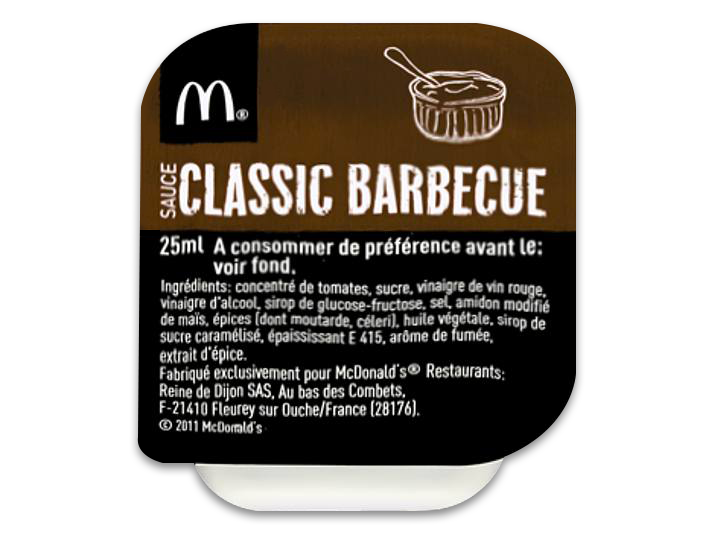 M®
SAUCE
CLASSIC BARBECUE
25ml A consommer de préférence avant le:
voir fond.
Ingrédients: concentré de tomates, sucre, vinaigre de vin rouge,
vinaigre d'alcool, sirop de glucose-fructose, sel, amidon modifié
de maïs, épices (dont moutarde, céleri), huile végétale, sirop de
sucre caramélisé, épaississant E 415, arôme de fumée,
extrait d'épice.
Fabriqué exclusivement pour McDonald's® Restaurants:
Reine de Dijon SAS, Au bas des Combets,
F-21410 Fleurey sur Ouche/France (28176).
© 2011 McDonald's